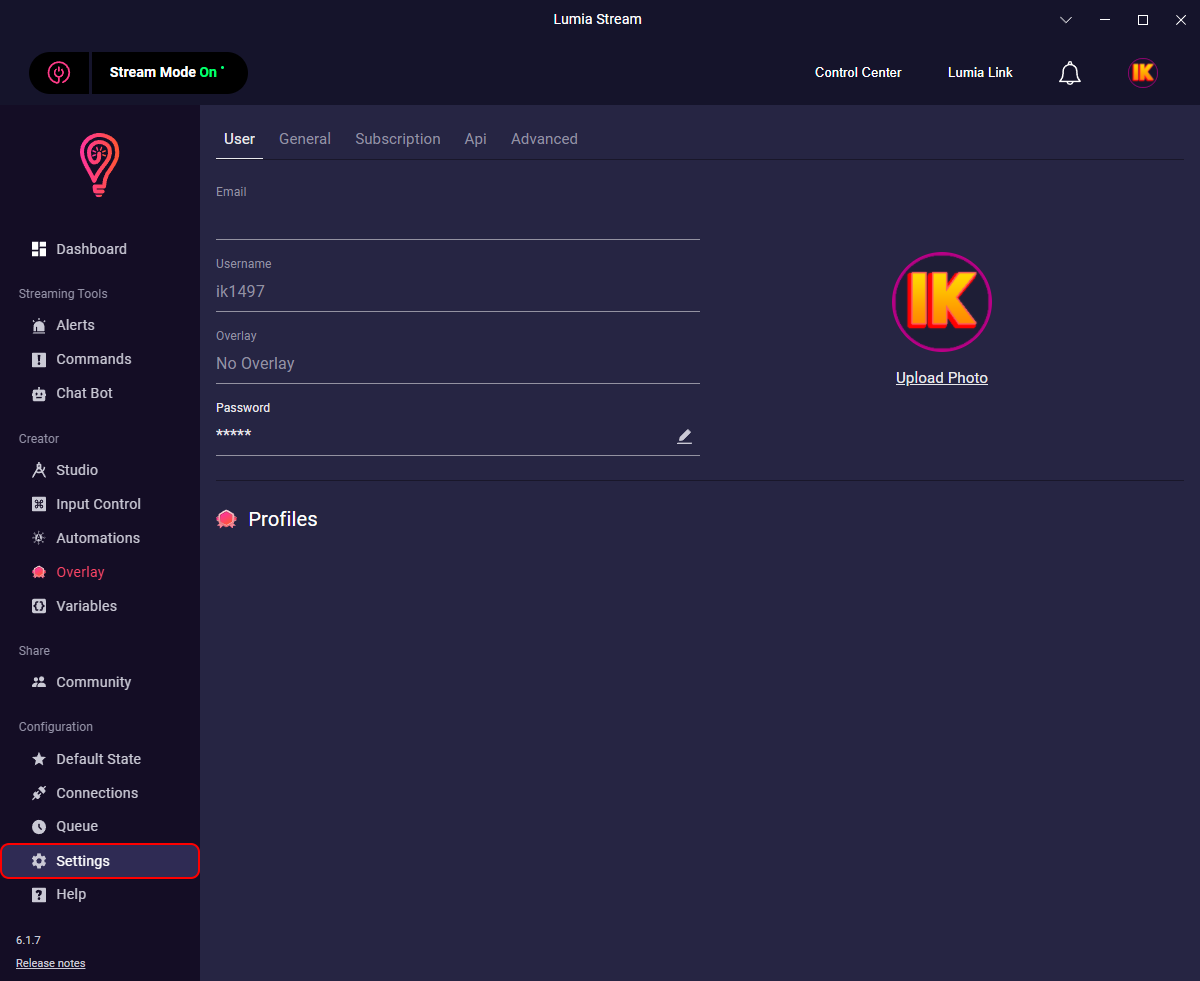 Lumia Stream
Stream Mode On
Control Center
Lumia Link
IK
Dashboard
Streaming Tools
Alerts
Commands
Chat Bot
Creator
Studio
Input Control
Automations
Overlay
Variables
Share
Community
Configuration
Default State
Connections
Queue
Settings
Help
6.1.7
Release notes
User General Subscription Api Advanced
Email
Username
ik1497
Overlay
No Overlay
Password
*****
IK
Upload Photo
Profiles